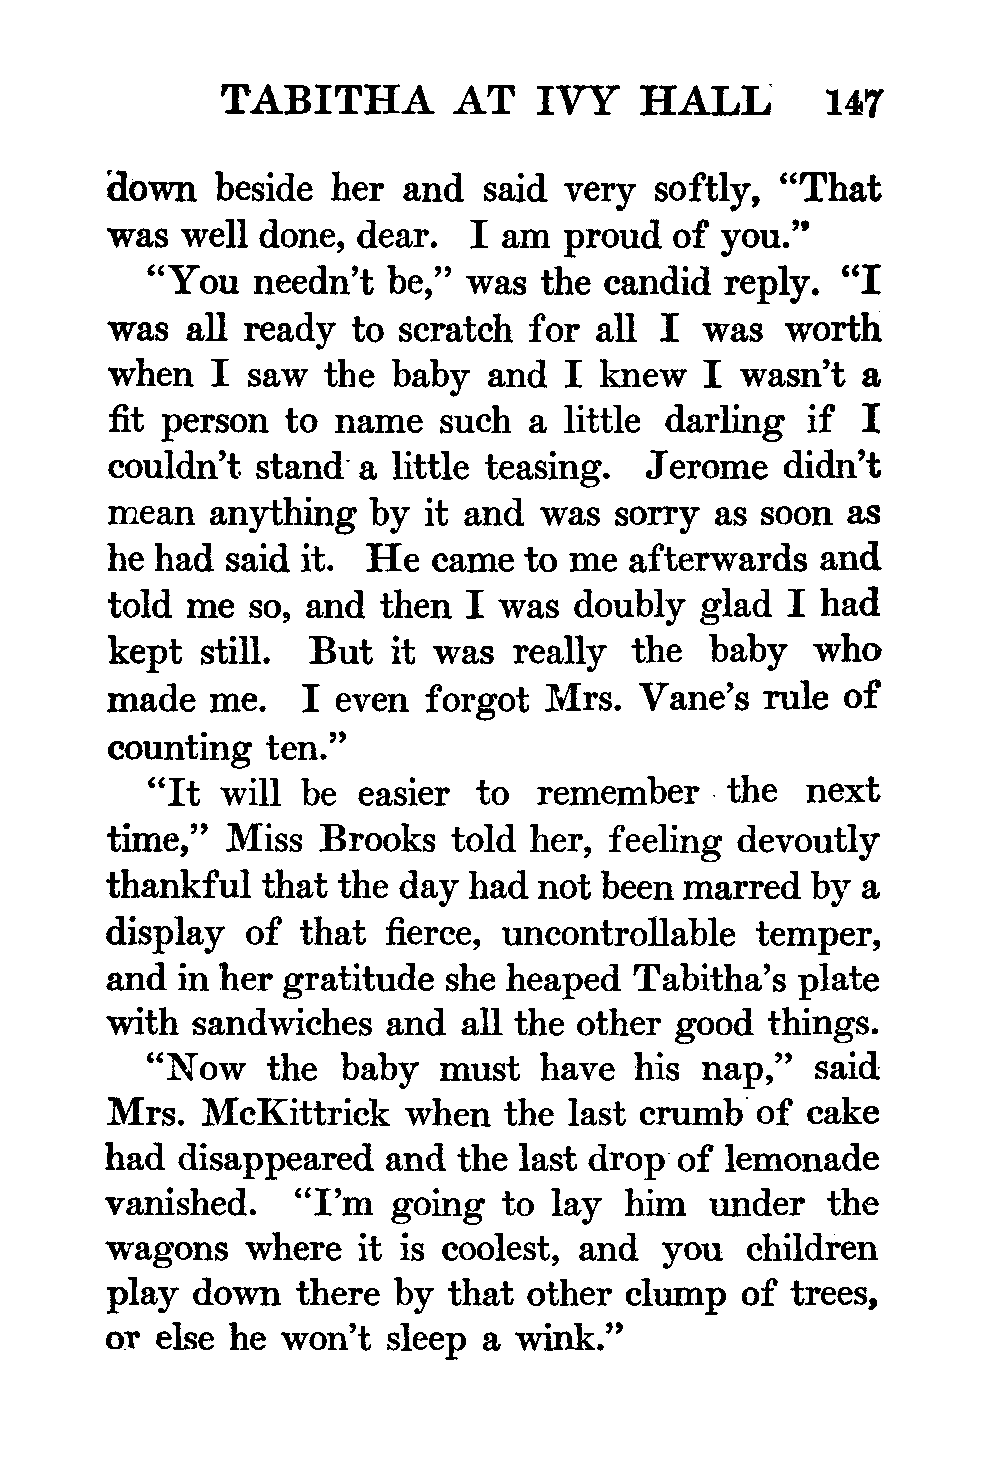 TABITHA AT IVY HALL 147
down beside her and said very softly, “That
was well done, dear. I am proud of you.”
“You needn’t be,” was the candid reply. “I
was all ready to scratch for all I was worth
when I saw the baby and I knew I wasn’t a
fit person to name such a little darling if I
couldn’t stand a little teasing. Jerome didn’t
mean anything by it and was sorry as soon as
he had said it. He came to me afterwards and
told me so, and then I was doubly glad I had
kept still. But it was really the baby who
made me. I even forgot Mrs. Vane’s rule of
counting ten.”
“It will be easier to remember the next
time,” Miss Brooks told her, feeling devoutly
thankful that the day had not been marred by a
display of that fierce, uncontrollable temper,
and in her gratitude she heaped Tabitha’s plate
with sandwiches and all the other good things.
“Now the baby must have his nap,” said
Mrs. McKittrick when the last crumb of cake
had disappeared and the last drop of lemonade
vanished. “I’m going to lay him under the
wagons where it is coolest, and you children
play down there by that other clump of trees,
or else he won’t sleep a wink.”